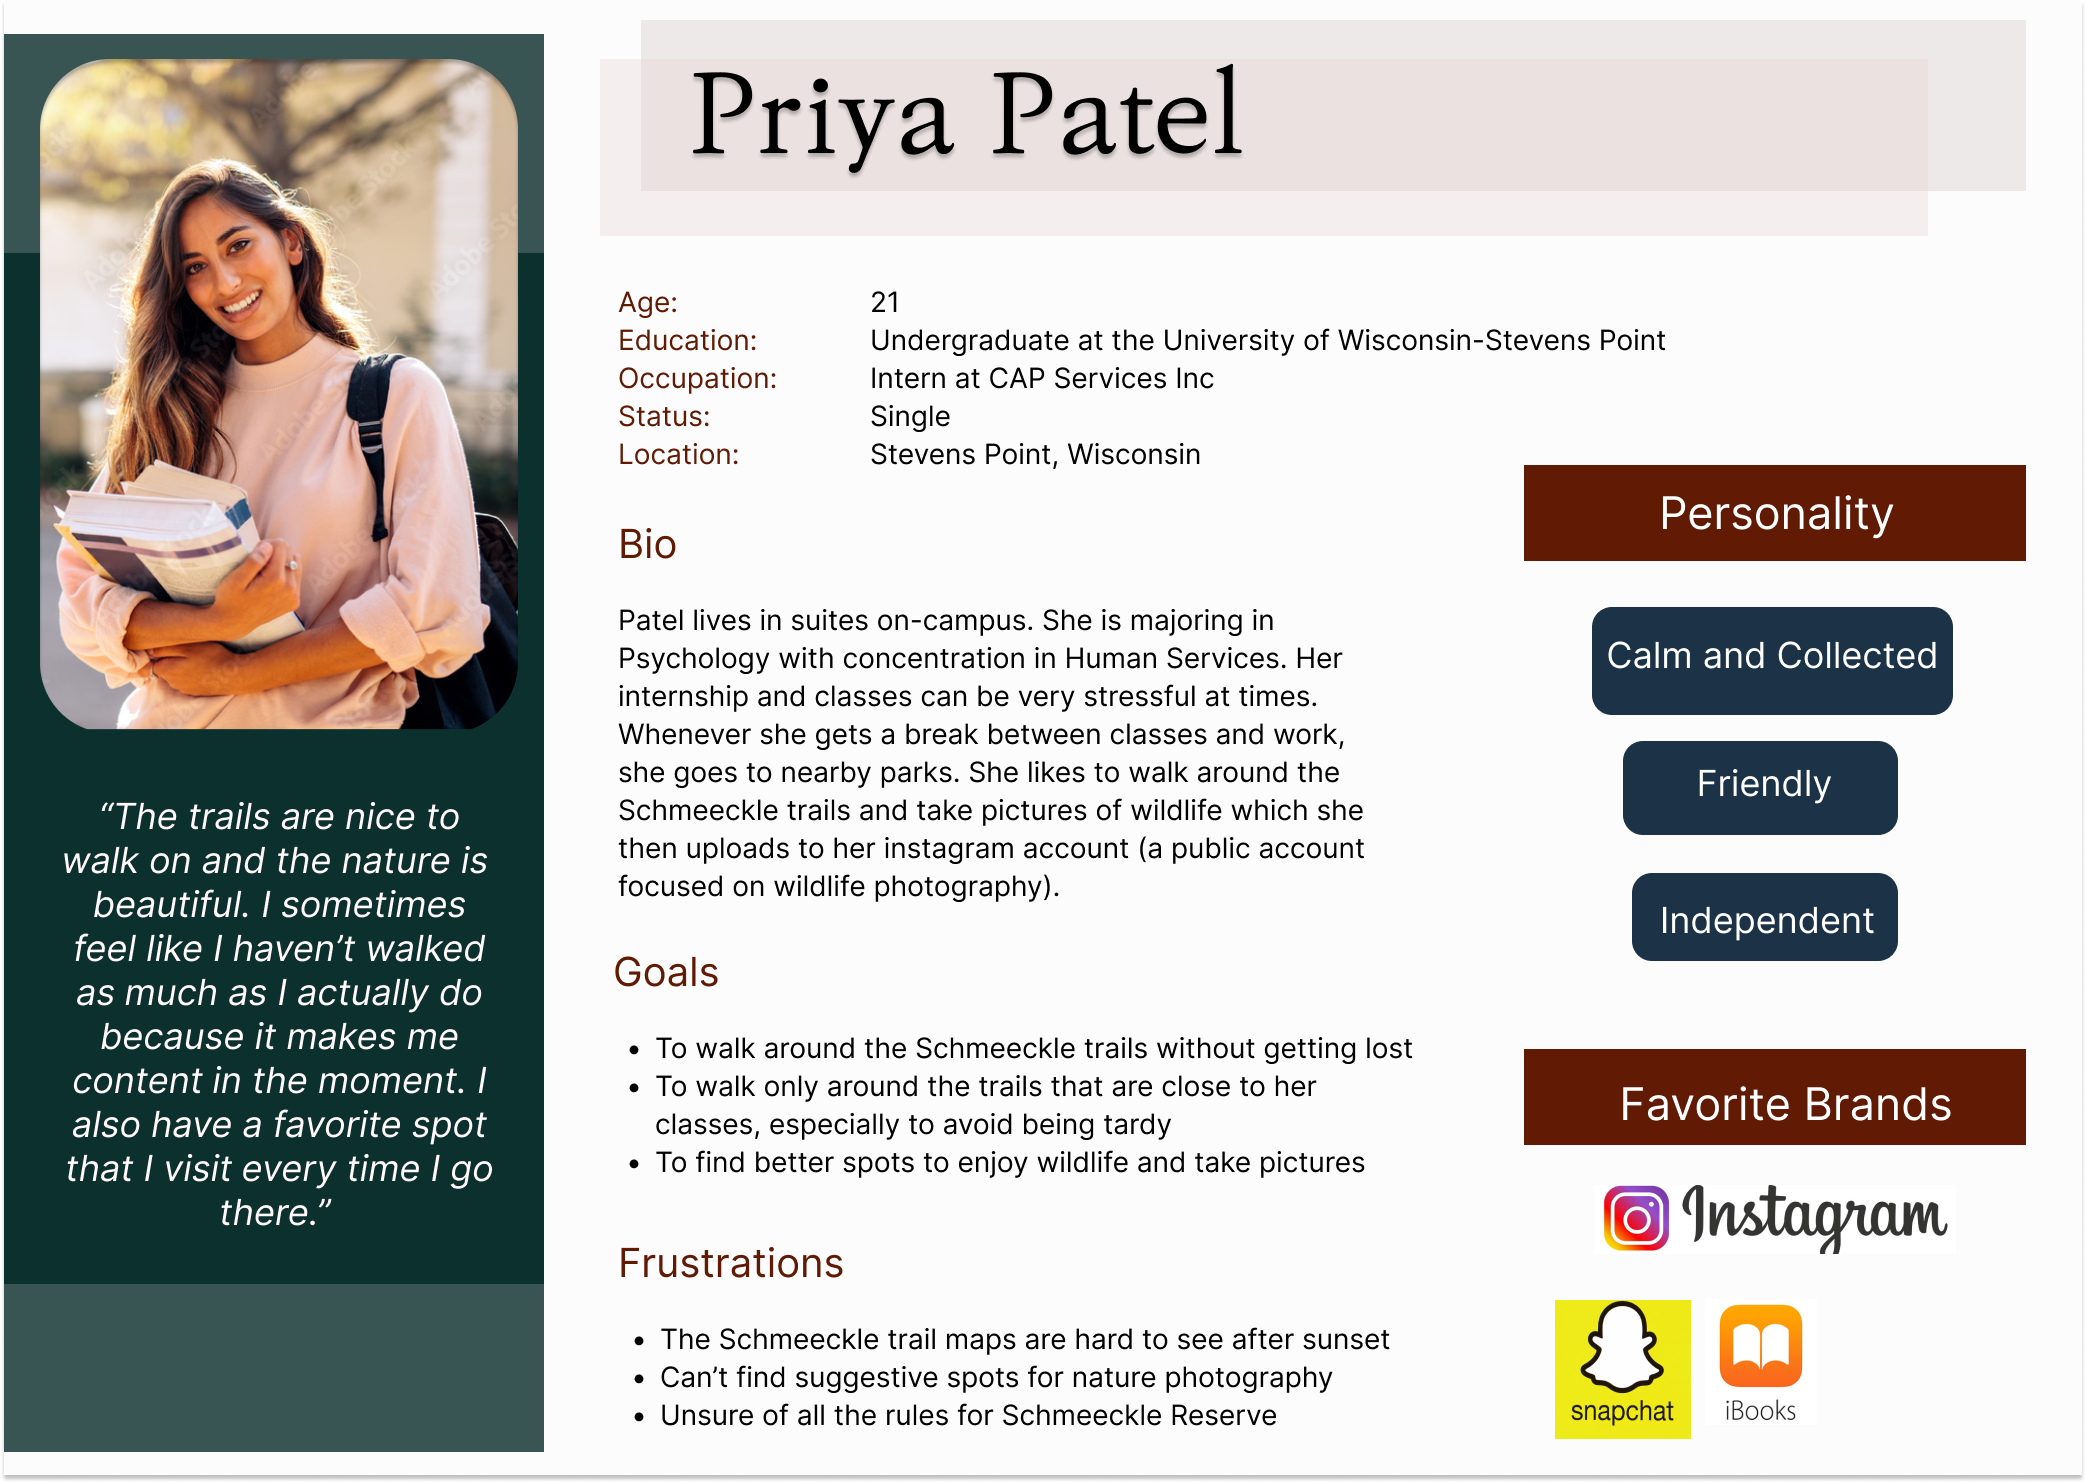 Priya Patel
Age: 21
Education: Undergraduate at the University of Wisconsin-Stevens Point
Occupation: Intern at CAP Services Inc
Status: Single
Location: Stevens Point, Wisconsin
Bio
Patel lives in suites on-campus. She is majoring in
Psychology with concentration in Human Services. Her
internship and classes can be very stressful at times.
Whenever she gets a break between classes and work,
she goes to nearby parks. She likes to walk around the
Schmeeckle trails and take pictures of wildlife which she
then uploads to her instagram account (a public account
focused on wildlife photography).
Goals
• To walk around the Schmeeckle trails without getting lost
• To walk only around the trails that are close to her
classes, especially to avoid being tardy
• To find better spots to enjoy wildlife and take pictures
Frustrations
• The Schmeeckle trail maps are hard to see after sunset
• Can’t find suggestive spots for nature photography
• Unsure of all the rules for Schmeeckle Reserve
“The trails are nice to
walk on and the nature is
beautiful. I sometimes
feel like I haven’t walked
as much as I actually do
because it makes me
content in the moment. I
also have a favorite spot
that I visit every time I go
there.”
Personality
Calm and Collected
Friendly
Independent
Favorite Brands
Instagram
snapchat
iBooks
Adobe Stock